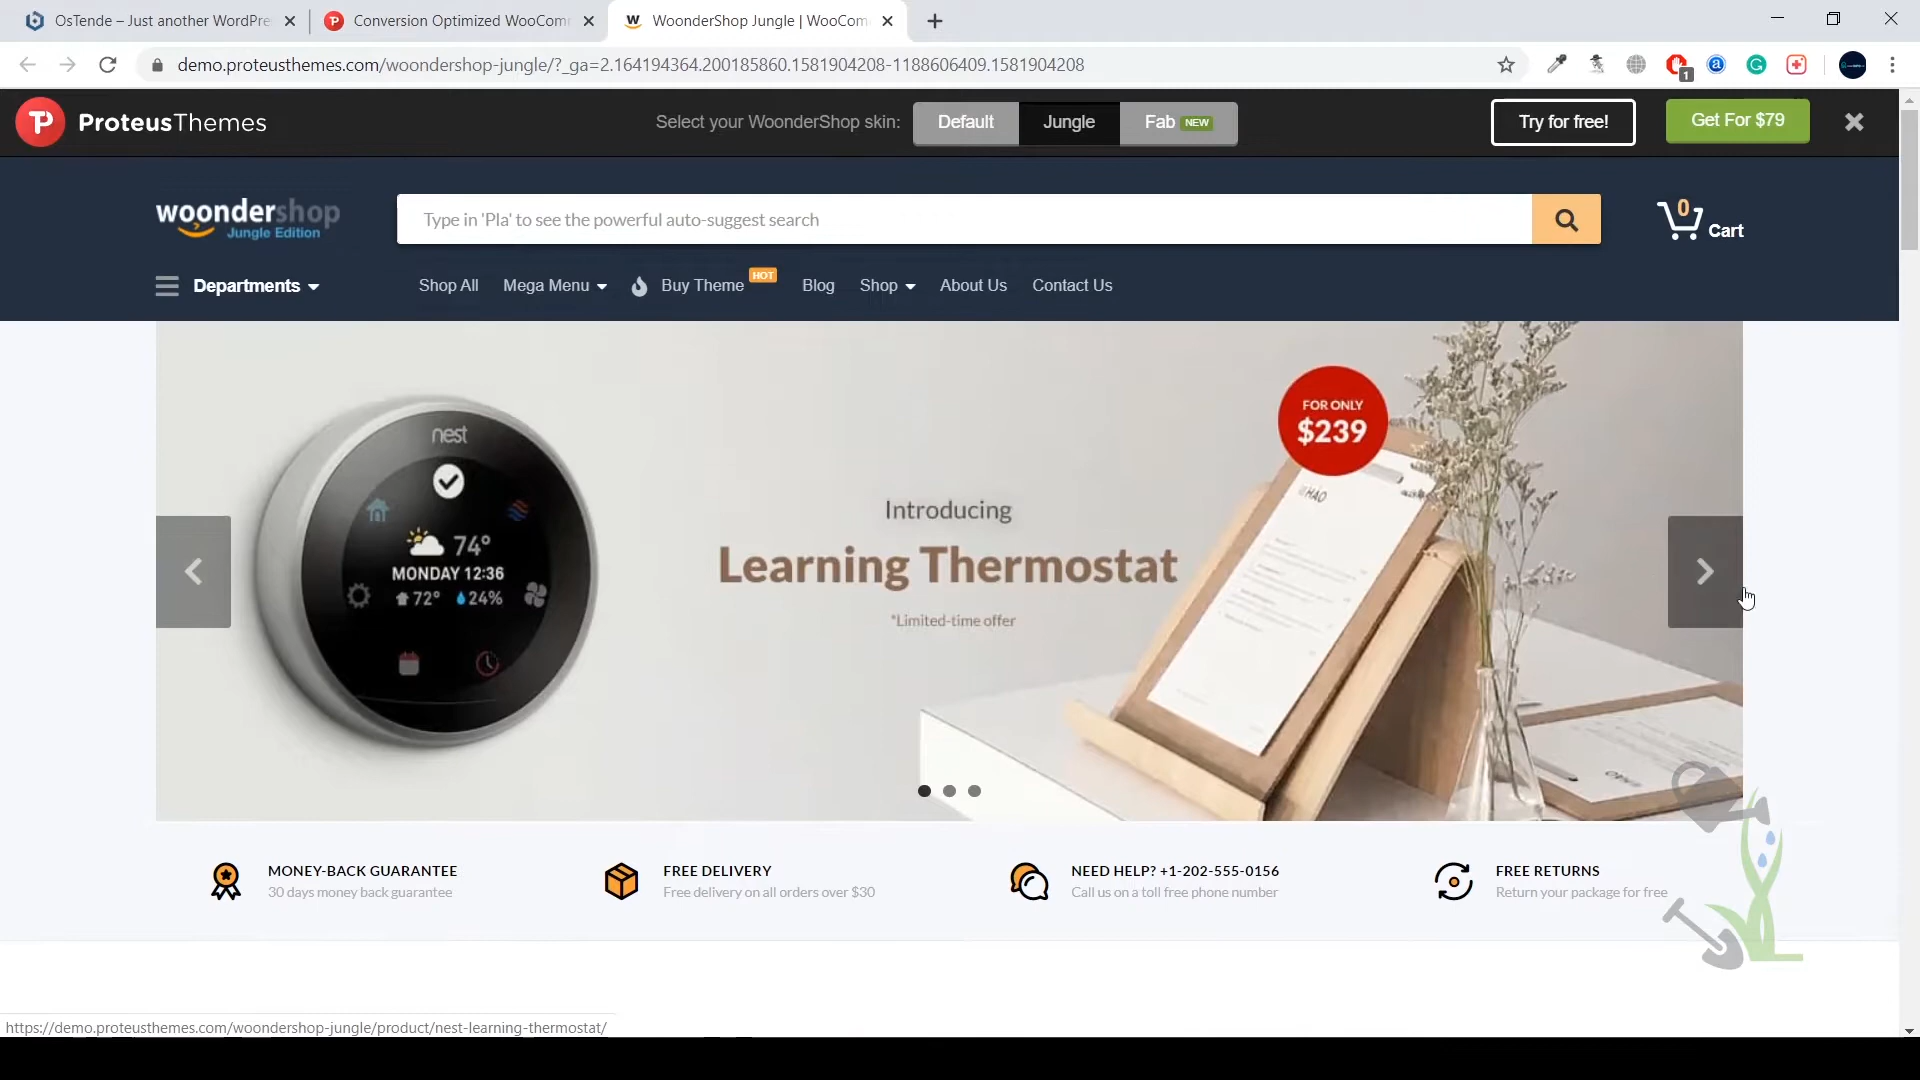 OsTende – Just another WordPre
Conversion Optimized WooComm
WoonderShop Jungle | WooCom
demo.proteusthemes.com/woondershop-jungle/?_ga=2.164194364.200185860.1581904208-1188606409.1581904208
1
ProteusThemes
Select your WoonderShop skin:
Default
Jungle
Fab NEW
Try for free!
Get For $79
woondershop
Jungle Edition
Type in 'Pla' to see the powerful auto-suggest search
0
Cart
Departments
Shop All
Mega Menu
Buy Theme HOT
Blog
Shop
About Us
Contact Us
nest
74°
MONDAY 12:36
72° 24%
Introducing
Learning Thermostat
*Limited-time offer
FOR ONLY
$239
MONEY-BACK GUARANTEE
30 days money back guarantee
FREE DELIVERY
Free delivery on all orders over $30
NEED HELP? +1-202-555-0156
Call us on a toll free phone number
FREE RETURNS
Return your package for free
https://demo.proteusthemes.com/woondershop-jungle/product/nest-learning-thermostat/